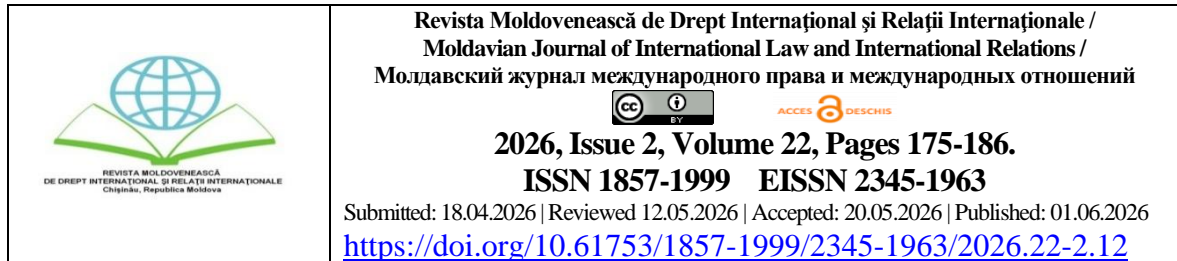 REVISTA MOLDOVENEASCĂ
DE DREPT INTERNAȚIONAL ȘI RELAȚII INTERNAȚIONALE
Chișinău, Republica Moldova
Revista Moldovenească de Drept Internaţional şi Relaţii Internaţionale /
Moldavian Journal of International Law and International Relations /
Молдавский журнал международного права и международных отношений
cc BY
ACCES DESCHIS
2026, Issue 2, Volume 22, Pages 175-186.
ISSN 1857-1999 EISSN 2345-1963
Submitted: 18.04.2026 | Reviewed 12.05.2026 | Accepted: 20.05.2026 | Published: 01.06.2026
https://doi.org/10.61753/1857-1999/2345-1963/2026.22-2.12